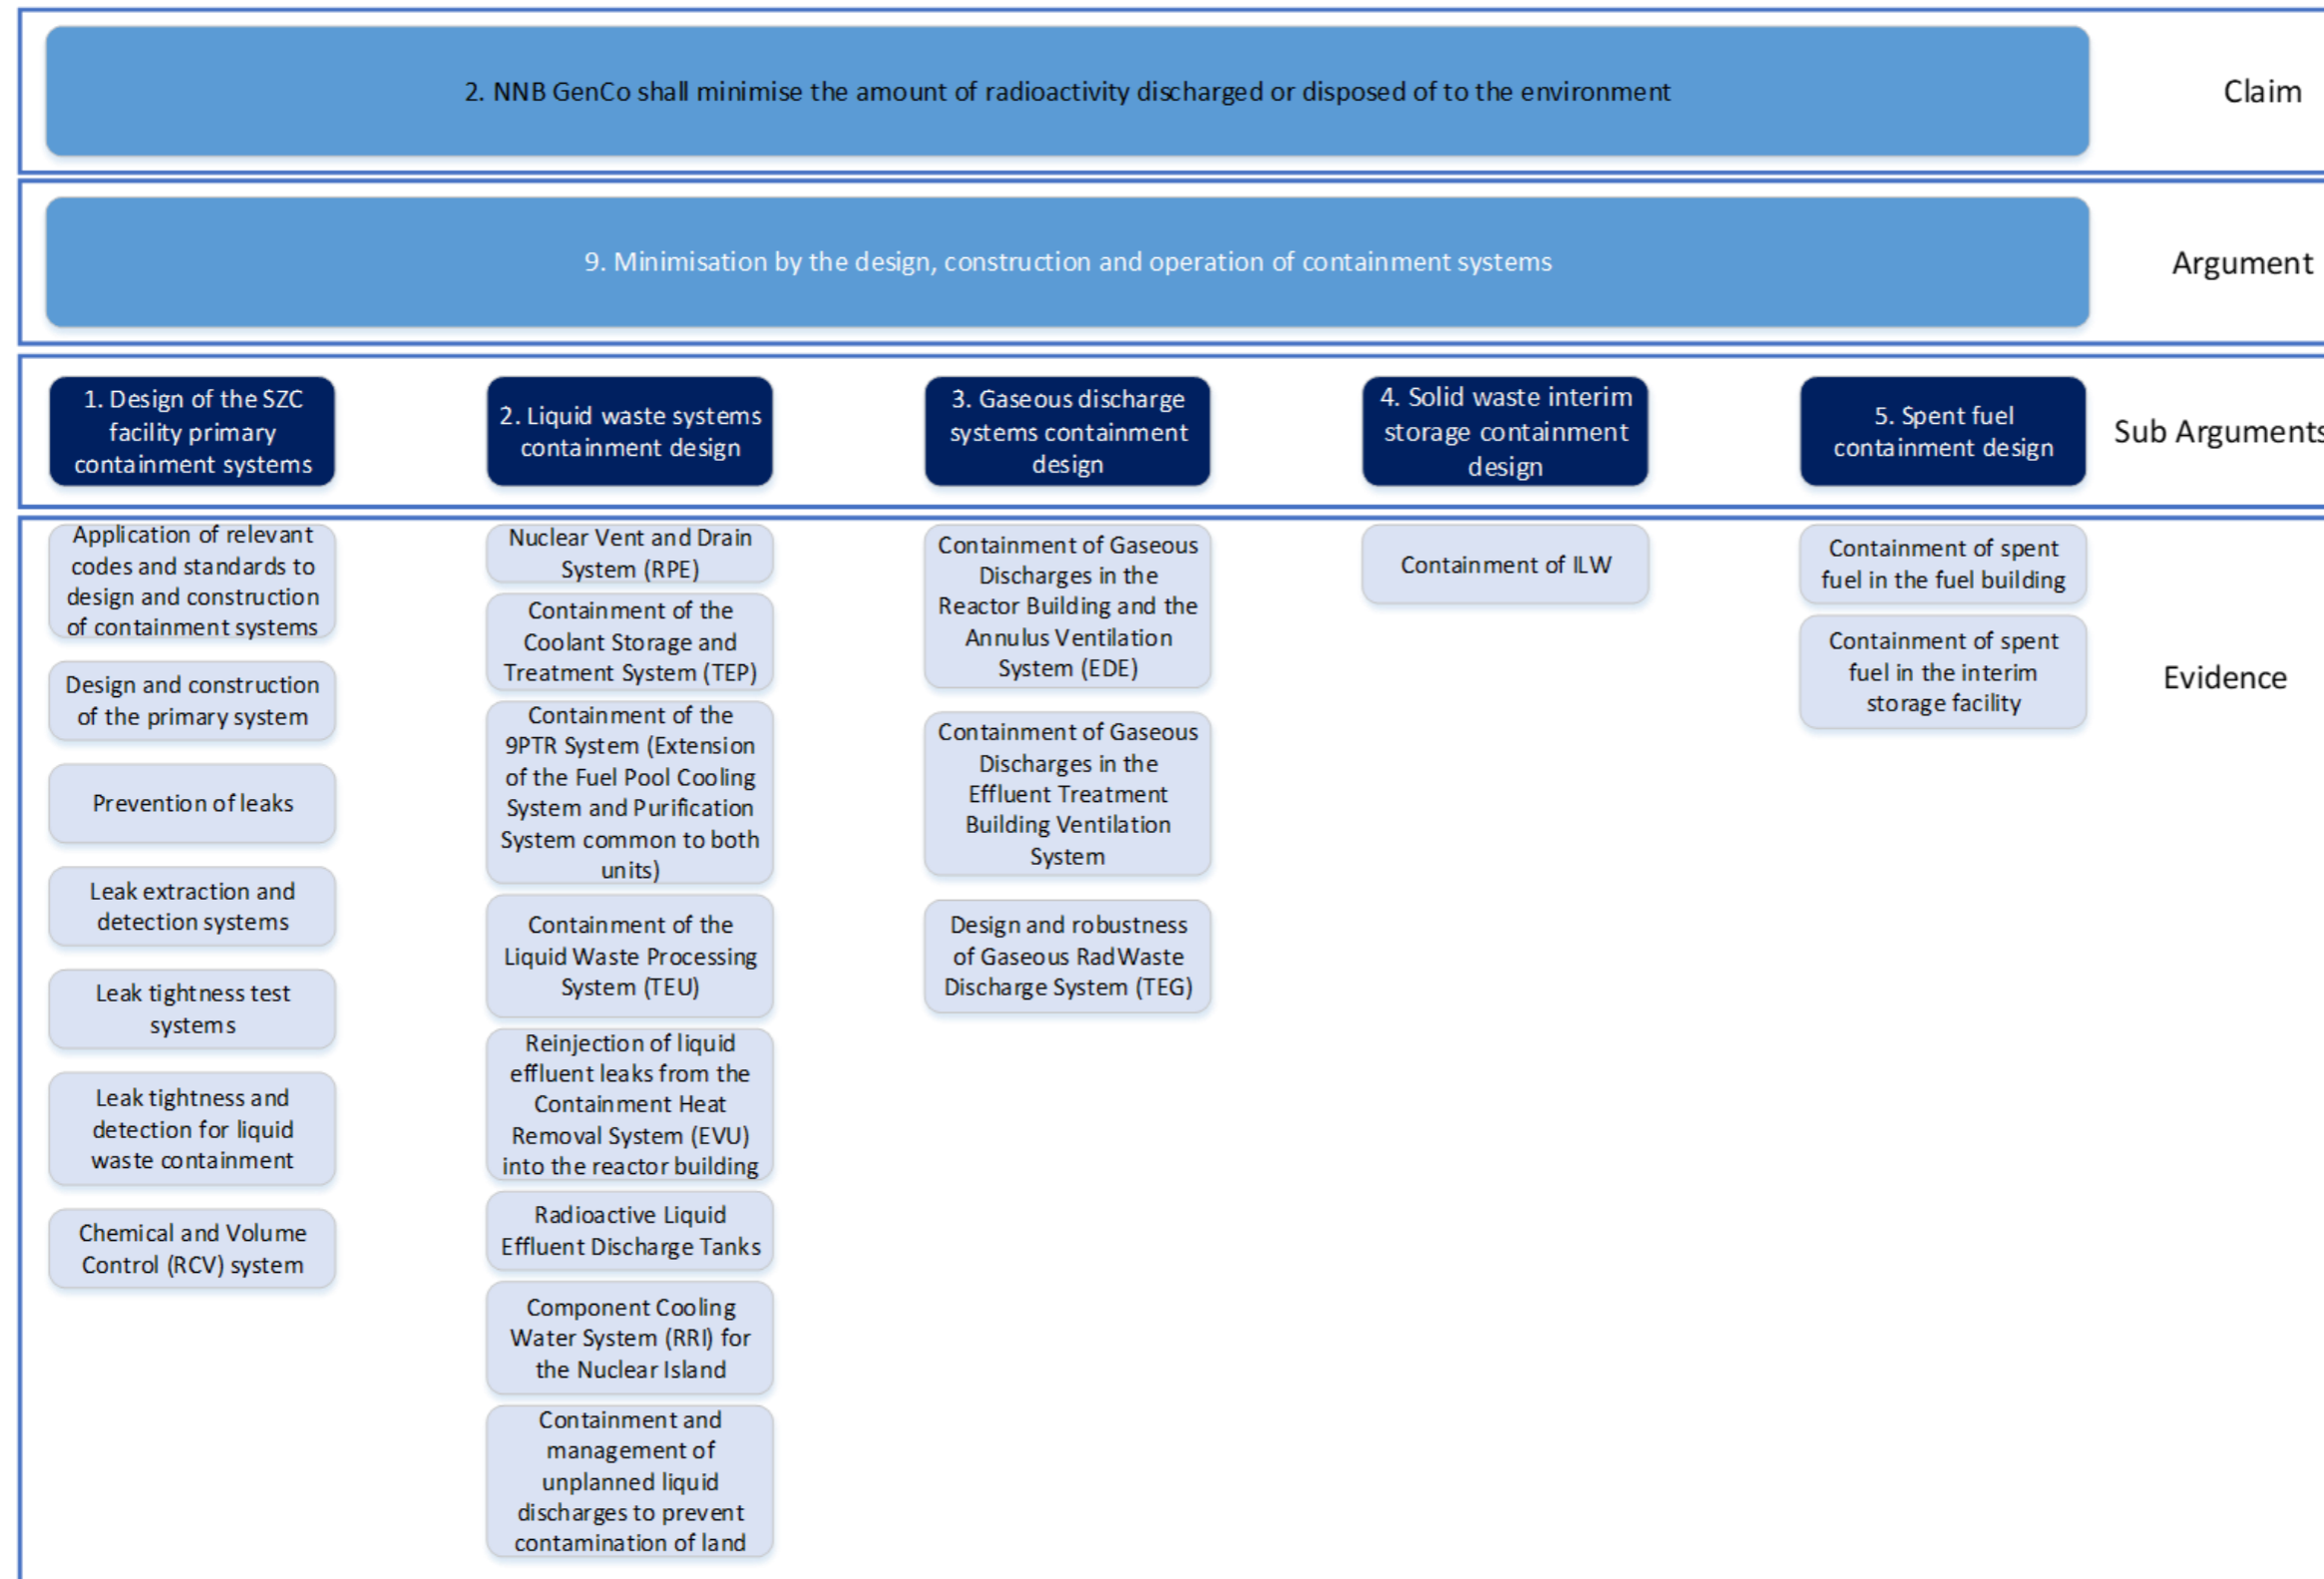 2. NNB GenCo shall minimise the amount of radioactivity discharged or disposed of to the environment
Claim
9. Minimisation by the design, construction and operation of containment systems
Argument
1. Design of the SZC
facility primary
containment systems
2. Liquid waste systems
containment design
3. Gaseous discharge
systems containment
design
4. Solid waste interim
storage containment
design
5. Spent fuel
containment design
Sub Arguments
Application of relevant
codes and standards to
design and construction
of containment systems
Design and construction
of the primary system
Prevention of leaks
Leak extraction and
detection systems
Leak tightness test
systems
Leak tightness and
detection for liquid
waste containment
Chemical and Volume
Control (RCV) system
Nuclear Vent and Drain
System (RPE)
Containment of the
Coolant Storage and
Treatment System (TEP)
Containment of the
9PTR System (Extension
of the Fuel Pool Cooling
System and Purification
System common to both
units)
Containment of the
Liquid Waste Processing
System (TEU)
Reinjection of liquid
effluent leaks from the
Containment Heat
Removal System (EVU)
into the reactor building
Radioactive Liquid
Effluent Discharge Tanks
Component Cooling
Water System (RRI) for
the Nuclear Island
Containment and
management of
unplanned liquid
discharges to prevent
contamination of land
Containment of Gaseous
Discharges in the
Reactor Building and the
Annulus Ventilation
System (EDE)
Containment of Gaseous
Discharges in the
Effluent Treatment
Building Ventilation
System
Design and robustness
of Gaseous RadWaste
Discharge System (TEG)
Containment of ILW
Containment of spent
fuel in the fuel building
Containment of spent
fuel in the interim
storage facility
Evidence